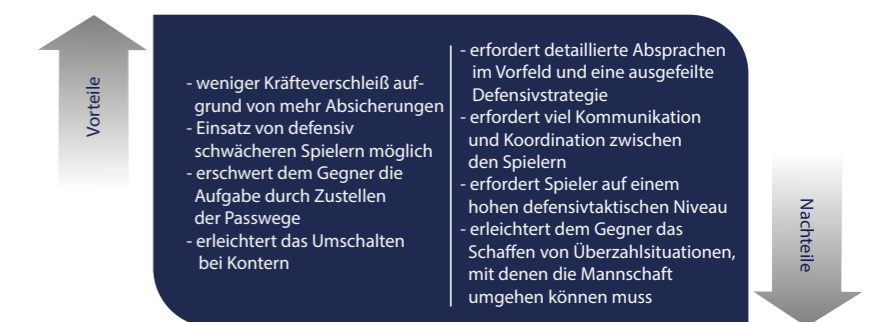 Vorteile
- weniger Kräfteverschleiß auf-
grund von mehr Absicherungen
- Einsatz von defensiv
schwächeren Spielern möglich
- erschwert dem Gegner die
Aufgabe durch Zustellen
der Passwege
- erleichtert das Umschalten
bei Kontern
- erfordert detaillierte Absprachen
im Vorfeld und eine ausgefeilte
Defensivstrategie
- erfordert viel Kommunikation
und Koordination zwischen
den Spielern
- erfordert Spieler auf einem
hohen defensivtaktischen Niveau
- erleichtert dem Gegner das
Schaffen von Überzahlsituationen,
mit denen die Mannschaft
umgehen können muss
Nachteile